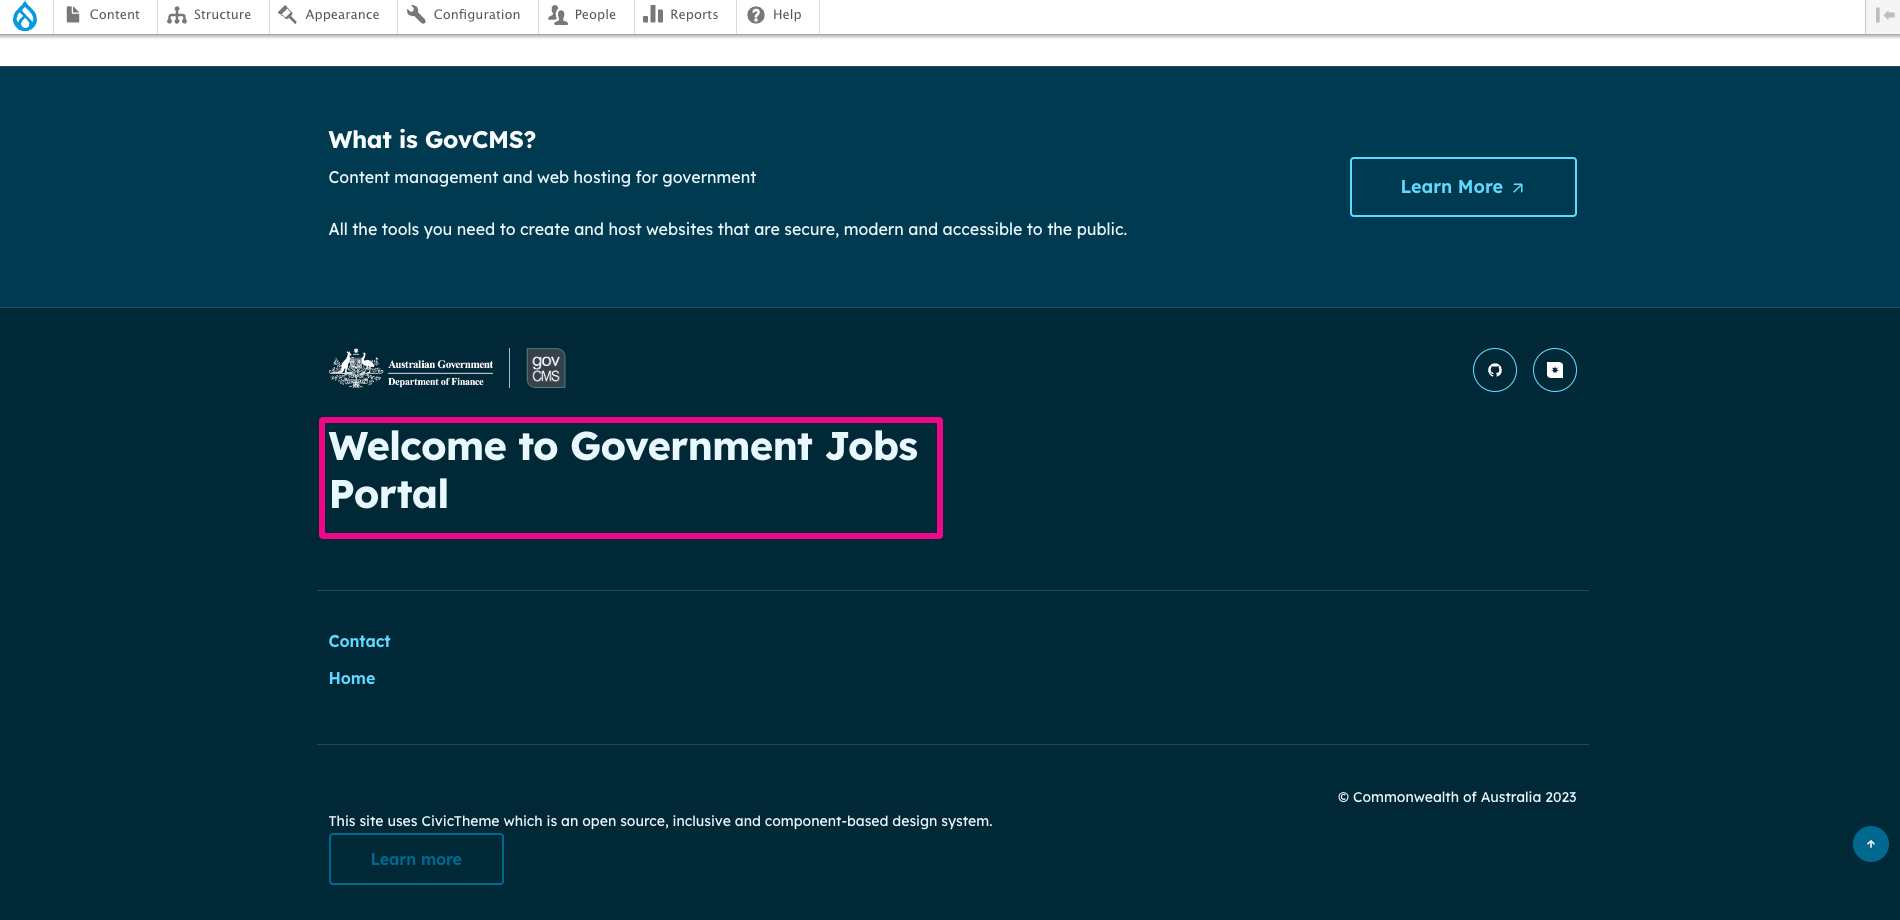 Content Structure Appearance Configuration People Reports Help
What is GovCMS?
Content management and web hosting for government
All the tools you need to create and host websites that are secure, modern and accessible to the public.
Learn More
Australian Government
Department of Finance
gov
CMS
Welcome to Government Jobs
Portal
Contact
Home
© Commonwealth of Australia 2023
This site uses CivicTheme which is an open source, inclusive and component-based design system.
Learn more